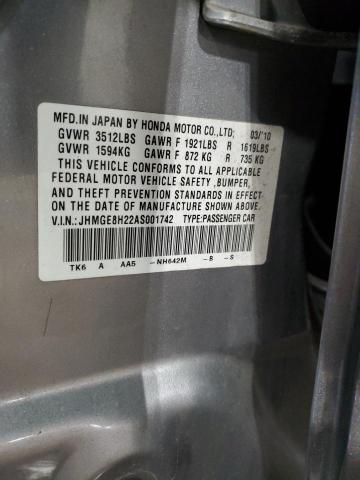 MFD.IN JAPAN BY HONDA MOTOR CO.,LTD; 03/'10
GVWR 3512LBS GAWR F 1921LBS R 1619LBS
GVWR 1594KG GAWR F 872 KG R 735 KG
THIS VEHICLE CONFORMS TO ALL APPLICABLE
FEDERAL MOTOR VEHICLE SAFETY ,BUMPER,
AND THEFT PREVENTION STANDARDS IN EFFECT
ON THE DATE OF MANUFACTURE SHOWN ABOVE.
V.I.N.: JHMGE8H22AS001742 TYPE:PASSENGER CAR
TK6 A AA5 -NH642M -B -S